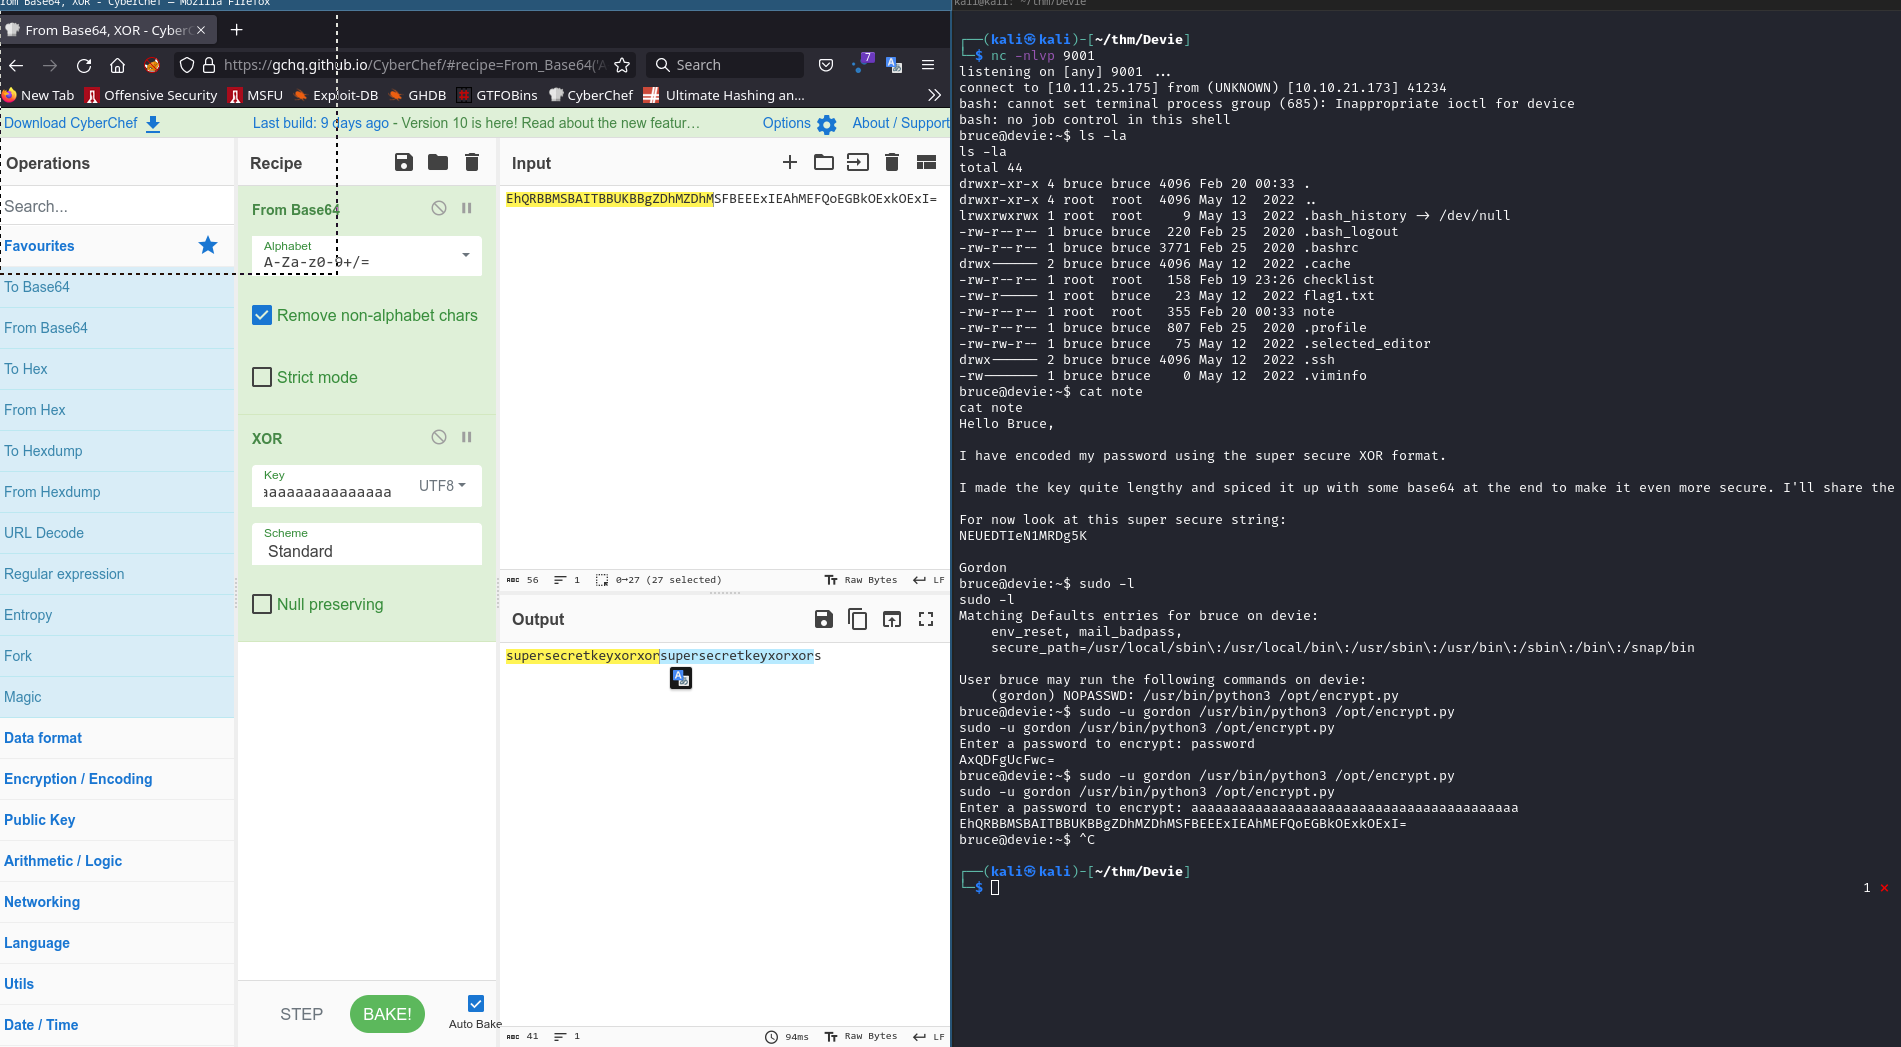 From Base64, XOR - CyberChef — Mozilla Firefox
From Base64, XOR - CyberC
https://gchq.github.io/CyberChef/#recipe=From_Base64('A
Search
7
New Tab
Offensive Security
MSFU
Exploit-DB
GHDB
GTFOBins
CyberChef
Ultimate Hashing an...
Download CyberChef
Last build: 9 days ago - Version 10 is here! Read about the new featur...
Options
About / Support
Operations
Search...
Favourites
To Base64
From Base64
To Hex
From Hex
To Hexdump
From Hexdump
URL Decode
Regular expression
Entropy
Fork
Magic
Data format
Encryption / Encoding
Public Key
Arithmetic / Logic
Networking
Language
Utils
Date / Time
Recipe
From Base64
Alphabet
A-Za-z0-9+/=
Remove non-alphabet chars
Strict mode
XOR
Key
aaaaaaaaaaaaaaaa
UTF8
Scheme
Standard
Null preserving
STEP
BAKE!
Auto Bake
Input
EhQRBBMSBAITBBUKBBgZDhMZDhMSFBEEExIEAhMEFQoEGBkOExkOExI=
ABC 56
1
0→27 (27 selected)
Raw Bytes
LF
Output
supersecretkeyxorxorsupersecretkeyxorxors
ABC 41
1
94ms
Raw Bytes
LF
kali@kali: ~/thm/Devie
┌──(kali㉿kali)-[~/thm/Devie]
└─$ nc -nlvp 9001
listening on [any] 9001 ...
connect to [10.11.25.175] from (UNKNOWN) [10.10.21.173] 41234
bash: cannot set terminal process group (685): Inappropriate ioctl for device
bash: no job control in this shell
bruce@devie:~$ ls -la
ls -la
total 44
drwxr-xr-x 4 bruce bruce 4096 Feb 20 00:33 .
drwxr-xr-x 4 root  root  4096 May 12  2022 ..
lrwxrwxrwx 1 root  root     9 May 13  2022 .bash_history -> /dev/null
-rw-r--r-- 1 bruce bruce  220 Feb 25  2020 .bash_logout
-rw-r--r-- 1 bruce bruce 3771 Feb 25  2020 .bashrc
drwx------ 2 bruce bruce 4096 May 12  2022 .cache
-rw-r--r-- 1 root  root   158 Feb 19 23:26 checklist
-rw-r----- 1 root  bruce   23 May 12  2022 flag1.txt
-rw-r--r-- 1 root  root   355 Feb 20 00:33 note
-rw-r--r-- 1 bruce bruce  807 Feb 25  2020 .profile
-rw-rw-r-- 1 bruce bruce   75 May 12  2022 .selected_editor
drwx------ 2 bruce bruce 4096 May 12  2022 .ssh
-rw------- 1 bruce bruce    0 May 12  2022 .viminfo
bruce@devie:~$ cat note
cat note
Hello Bruce,
I have encoded my password using the super secure XOR format.
I made the key quite lengthy and spiced it up with some base64 at the end to make it even more secure. I'll share the
For now look at this super secure string:
NEUEDTIeN1MRDg5K
Gordon
bruce@devie:~$ sudo -l
sudo -l
Matching Defaults entries for bruce on devie:
env_reset, mail_badpass,
secure_path=/usr/local/sbin\:/usr/local/bin\:/usr/sbin\:/usr/bin\:/sbin\:/bin\:/snap/bin
User bruce may run the following commands on devie:
(gordon) NOPASSWD: /usr/bin/python3 /opt/encrypt.py
bruce@devie:~$ sudo -u gordon /usr/bin/python3 /opt/encrypt.py
sudo -u gordon /usr/bin/python3 /opt/encrypt.py
Enter a password to encrypt: password
AxQDFgUcFwc=
bruce@devie:~$ sudo -u gordon /usr/bin/python3 /opt/encrypt.py
sudo -u gordon /usr/bin/python3 /opt/encrypt.py
Enter a password to encrypt: aaaaaaaaaaaaaaaaaaaaaaaaaaaaaaaaaaaaaaaaa
EhQRBBMSBAITBBUKBBgZDhMZDhMSFBEEExIEAhMEFQoEGBkOExkOExI=
bruce@devie:~$ ^C
┌──(kali㉿kali)-[~/thm/Devie]
└─$
1 ×